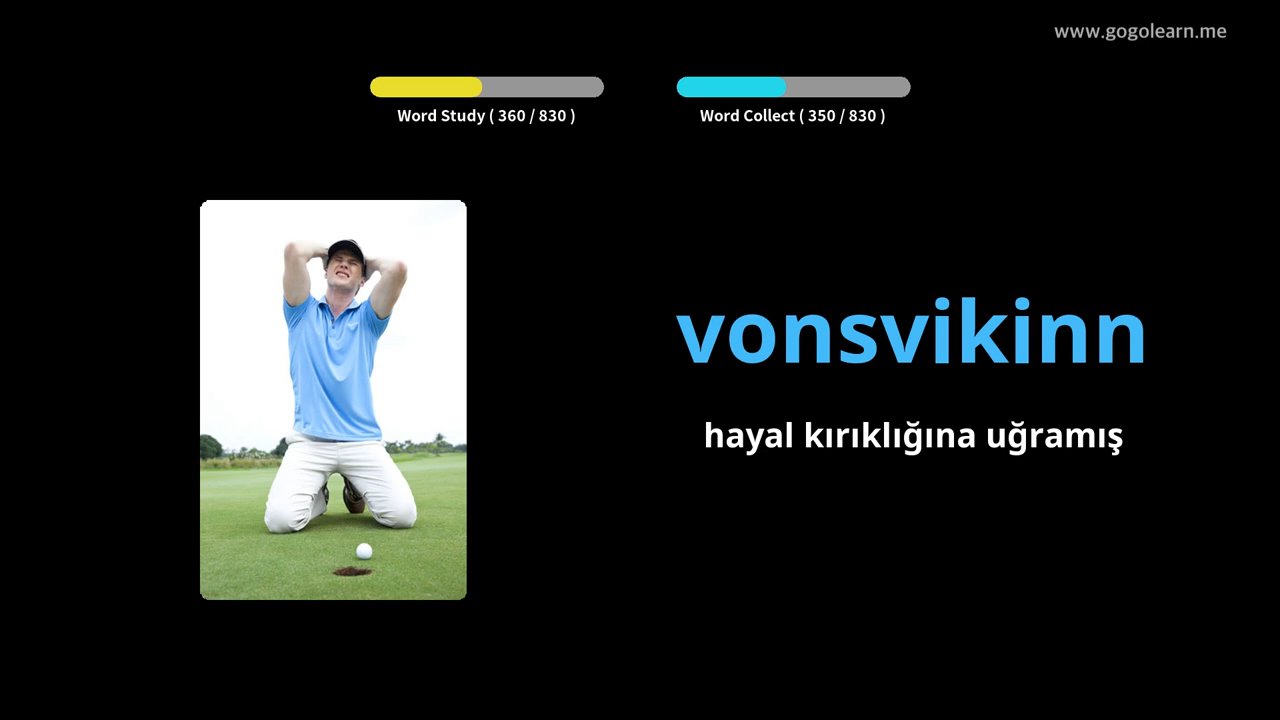 www.gogolearn.me
Word Study ( 360 / 830 )
Word Collect ( 350 / 830 )
vonsvikinn
hayal kırıklığına uğramış